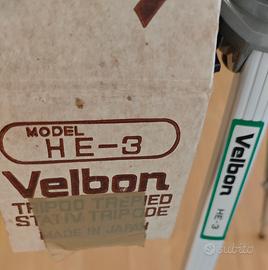 MODEL
HE-3
Velbon
TRIPOD TREPIED
STATIV TRIPODE
MADE IN JAPAN
Velbon
HE-3
subito